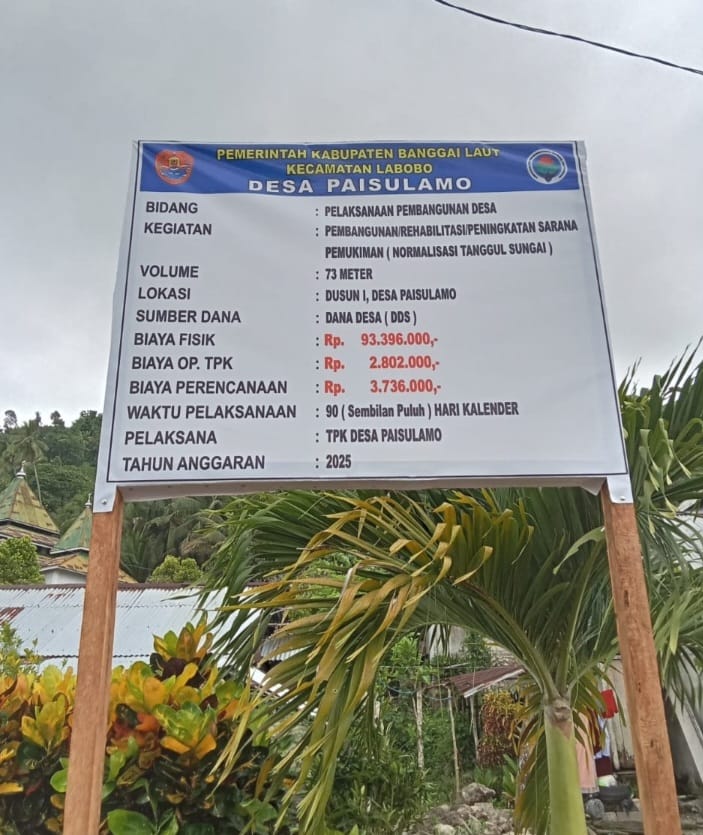 PEMERINTAH KABUPATEN BANGGAI LAUT
KECAMATAN LABOBO
DESA PAISULAMO
BIDANG : PELAKSANAAN PEMBANGUNAN DESA
KEGIATAN : PEMBANGUNAN/REHABILITASI/PENINGKATAN SARANA
PEMUKIMAN ( NORMALISASI TANGGUL SUNGAI )
VOLUME : 73 METER
LOKASI : DUSUN I, DESA PAISULAMO
SUMBER DANA : DANA DESA ( DDS )
BIAYA FISIK : Rp. 93.396.000,-
BIAYA OP. TPK : Rp. 2.802.000,-
BIAYA PERENCANAAN : Rp. 3.736.000,-
WAKTU PELAKSANAAN : 90 ( Sembilan Puluh ) HARI KALENDER
PELAKSANA : TPK DESA PAISULAMO
TAHUN ANGGARAN : 2025